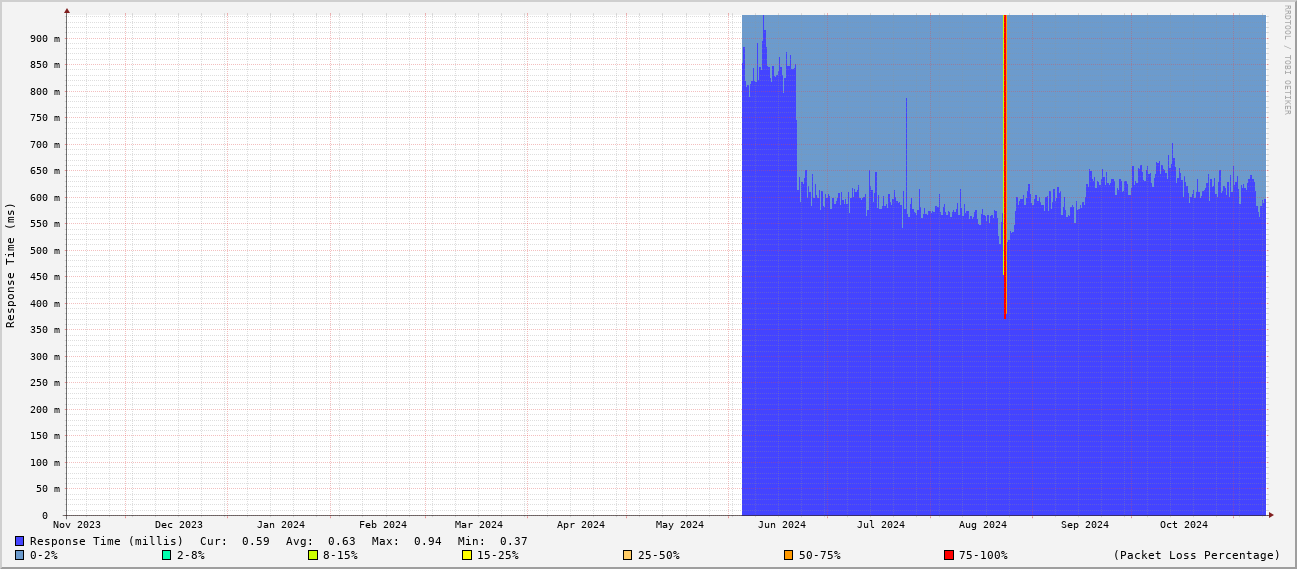 RRDTOOL / TOBI OETIKER
Response Time (ms)
900 m
850 m
800 m
750 m
700 m
650 m
600 m
550 m
500 m
450 m
400 m
350 m
300 m
250 m
200 m
150 m
100 m
50 m
0
Nov 2023 Dec 2023 Jan 2024 Feb 2024 Mar 2024 Apr 2024 May 2024 Jun 2024 Jul 2024 Aug 2024 Sep 2024 Oct 2024
Response Time (millis) Cur: 0.59 Avg: 0.63 Max: 0.94 Min: 0.37
0-2% 2-8% 8-15% 15-25% 25-50% 50-75% 75-100% (Packet Loss Percentage)